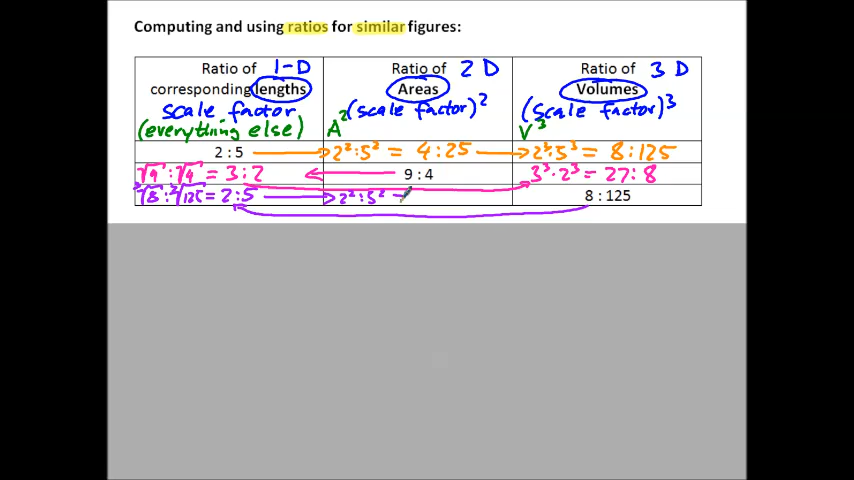 Computing and using ratios for similar figures:
Ratio of 1-D
corresponding lengths
scale factor
(everything else)
Ratio of 2 D
Areas
A² (scale factor)²
Ratio of 3 D
Volumes
(scale factor)³
V³
2 : 5 → 2²:5² = 4:25 → 2³:5³ = 8:125
√9 : √4 = 3:2 ← 9 : 4 3³:2³ = 27:8
³√8 : ³√125 = 2:5 → 2²:5² 8 : 125